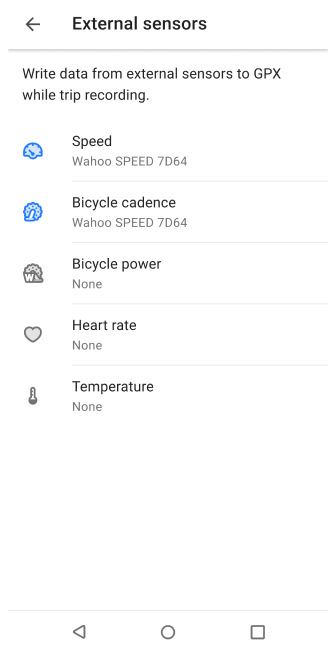 External sensors
Write data from external sensors to GPX
while trip recording.
Speed
Wahoo SPEED 7D64
Bicycle cadence
Wahoo SPEED 7D64
Bicycle power
None
Heart rate
None
Temperature
None